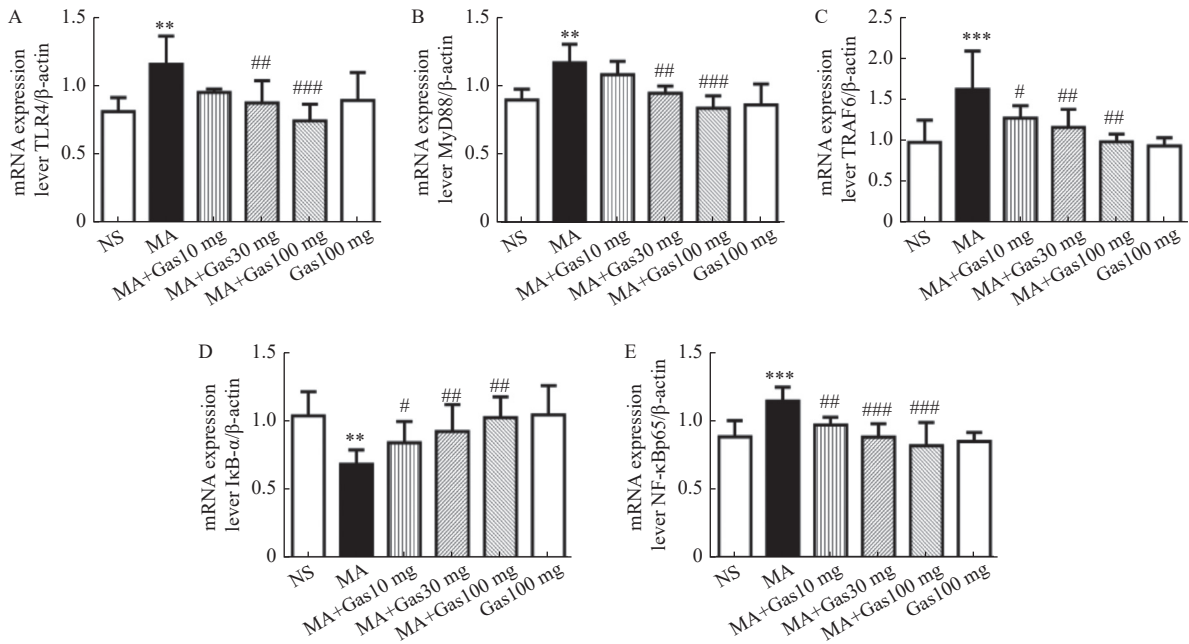 A
mRNA expression
lever TLR4/β-actin
1.5
1.0
0.5
0
**
##
###
NS
MA
MA+Gas10 mg
MA+Gas30 mg
MA+Gas100 mg
Gas100 mg
B
mRNA expression
lever MyD88/β-actin
1.5
1.0
0.5
0
**
##
###
NS
MA
MA+Gas10 mg
MA+Gas30 mg
MA+Gas100 mg
Gas100 mg
C
mRNA expression
lever TRAF6/β-actin
2.5
2.0
1.5
1.0
0.5
0
***
#
##
##
NS
MA
MA+Gas10 mg
MA+Gas30 mg
MA+Gas100 mg
Gas100 mg
D
mRNA expression
lever IκB-α/β-actin
1.5
1.0
0.5
0
**
#
##
##
NS
MA
MA+Gas10 mg
MA+Gas30 mg
MA+Gas100 mg
Gas100 mg
E
mRNA expression
lever NF-κBp65/β-actin
1.5
1.0
0.5
0
***
##
###
###
NS
MA
MA+Gas10 mg
MA+Gas30 mg
MA+Gas100 mg
Gas100 mg